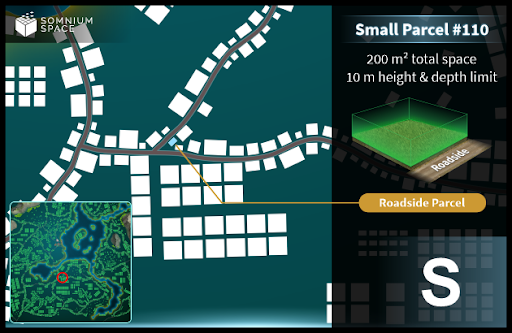 SOMNIUM
SPACE
Small Parcel #110
200 m² total space
10 m height & depth limit
Roadside
Roadside Parcel
S